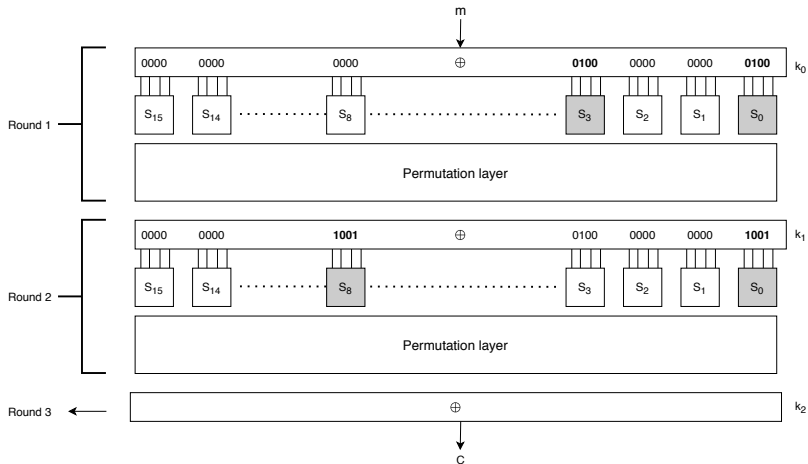 m
0000 0000 0000 ⊕ 0100 0000 0000 0100 k₀
Round 1
S₁₅ S₁₄ S₈ S₃ S₂ S₁ S₀
Permutation layer
0000 0000 1001 ⊕ 0100 0000 0000 1001 k₁
Round 2
S₁₅ S₁₄ S₈ S₃ S₂ S₁ S₀
Permutation layer
Round 3 ⊕ k₂
C